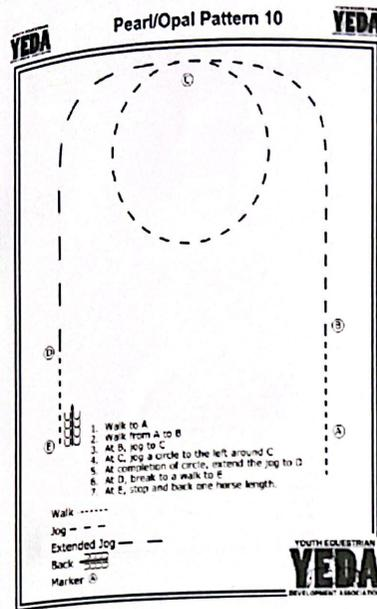 Pearl/Opal Pattern 10
YEDA
YEDA
C
B
D
A
E
1. Walk to A
2. Walk from A to B
3. At B, jog to C
4. At C, jog a circle to the left around C
5. At completion of circle, extend the jog to D
6. At D, break to a walk to E
7. At E, stop and back one horse length.
Walk
Jog
Extended Jog
Back
Marker A
YOUTH EQUESTRIAN
YEDA
DEVELOPMENT ASSOCIATION